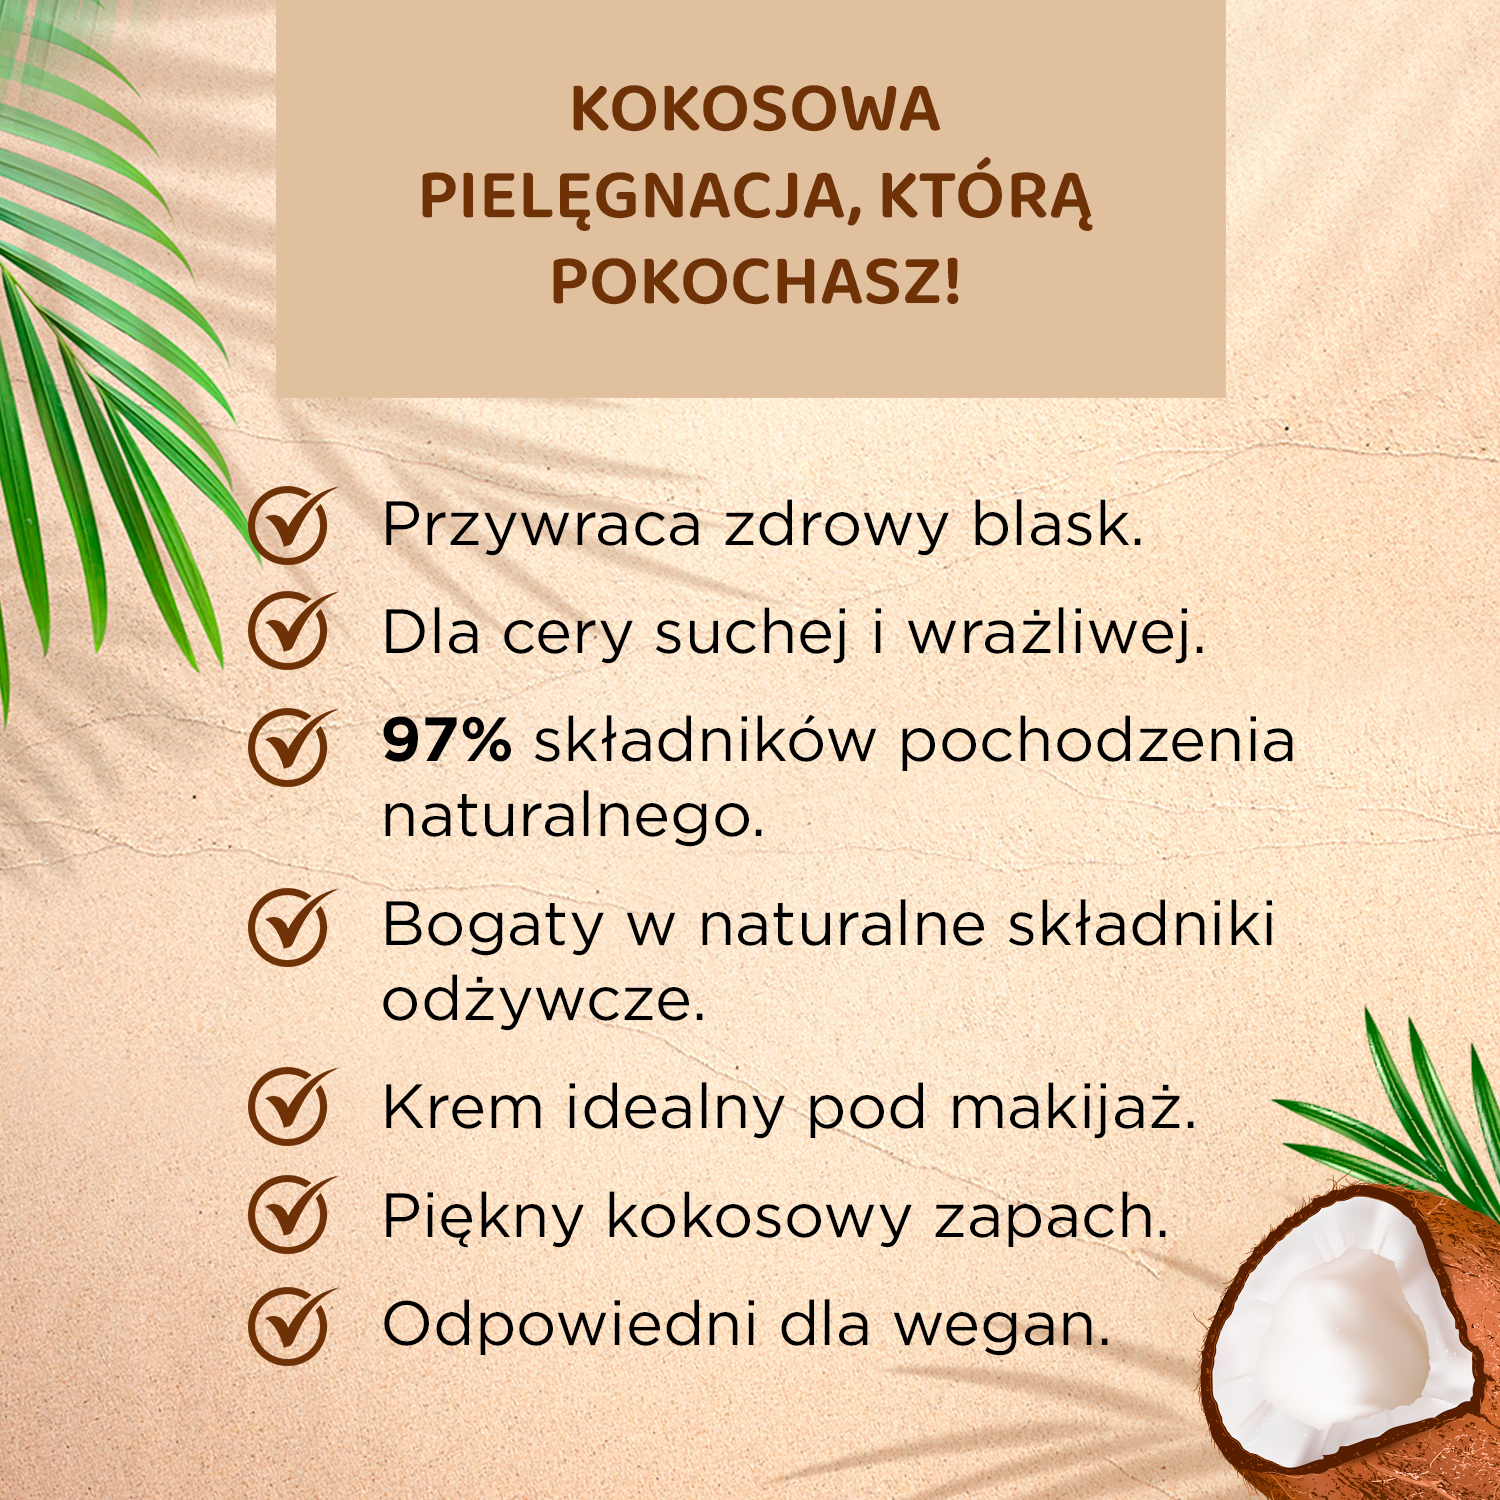 KOKOSOWA
PIELĘGNACJA, KTÓRĄ
POKOCHASZ!
Przywraca zdrowy blask.
Dla cery suchej i wrażliwej.
97% składników pochodzenia
naturalnego.
Bogaty w naturalne składniki
odżywcze.
Krem idealny pod makijaż.
Piękny kokosowy zapach.
Odpowiedni dla wegan.